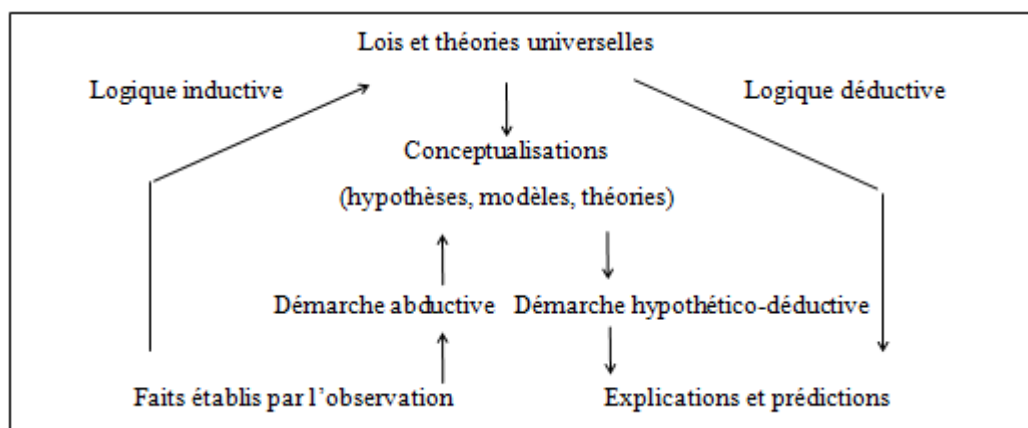 Lois et théories universelles
Logique inductive
Logique déductive
Conceptualisations
(hypothèses, modèles, théories)
Démarche abductive
Démarche hypothético-déductive
Faits établis par l’observation
Explications et prédictions